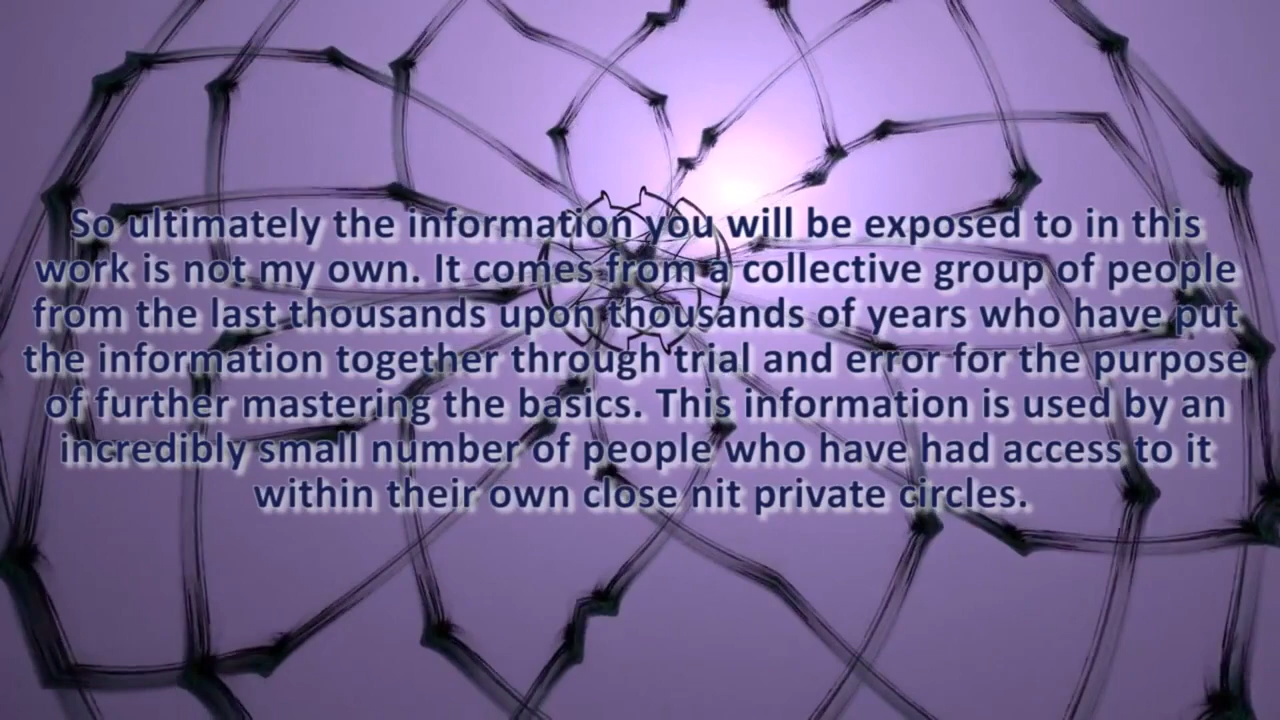 So ultimately the information you will be exposed to in this
work is not my own. It comes from a collective group of people
from the last thousands upon thousands of years who have put
the information together through trial and error for the purpose
of further mastering the basics. This information is used by an
incredibly small number of people who have had access to it
within their own close nit private circles.